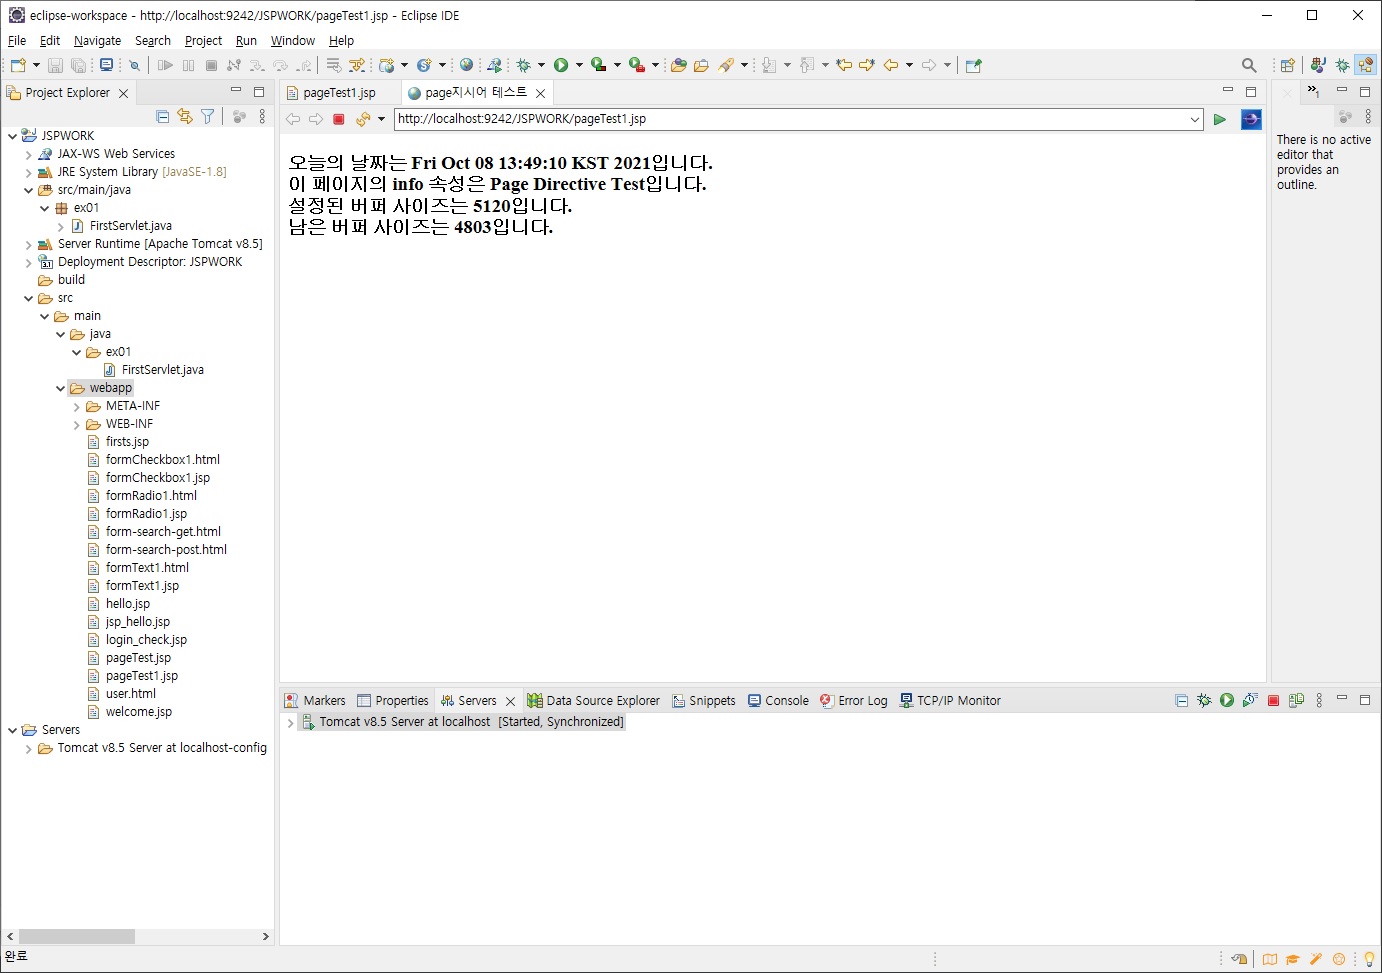 eclipse-workspace - http://localhost:9242/JSPWORK/pageTest1.jsp - Eclipse IDE
File Edit Navigate Search Project Run Window Help
Project Explorer
JSPWORK
JAX-WS Web Services
JRE System Library [JavaSE-1.8]
src/main/java
ex01
FirstServlet.java
Server Runtime [Apache Tomcat v8.5]
Deployment Descriptor: JSPWORK
build
src
main
java
ex01
FirstServlet.java
webapp
META-INF
WEB-INF
firsts.jsp
formCheckbox1.html
formCheckbox1.jsp
formRadio1.html
formRadio1.jsp
form-search-get.html
form-search-post.html
formText1.html
formText1.jsp
hello.jsp
jsp_hello.jsp
login_check.jsp
pageTest.jsp
pageTest1.jsp
user.html
welcome.jsp
Servers
Tomcat v8.5 Server at localhost-config
pageTest1.jsp page지시어 테스트
http://localhost:9242/JSPWORK/pageTest1.jsp
오늘의 날짜는 Fri Oct 08 13:49:10 KST 2021입니다.
이 페이지의 info 속성은 Page Directive Test입니다.
설정된 버퍼 사이즈는 5120입니다.
남은 버퍼 사이즈는 4803입니다.
There is no active
editor that
provides an
outline.
Markers Properties Servers Data Source Explorer Snippets Console Error Log TCP/IP Monitor
Tomcat v8.5 Server at localhost [Started, Synchronized]
완료